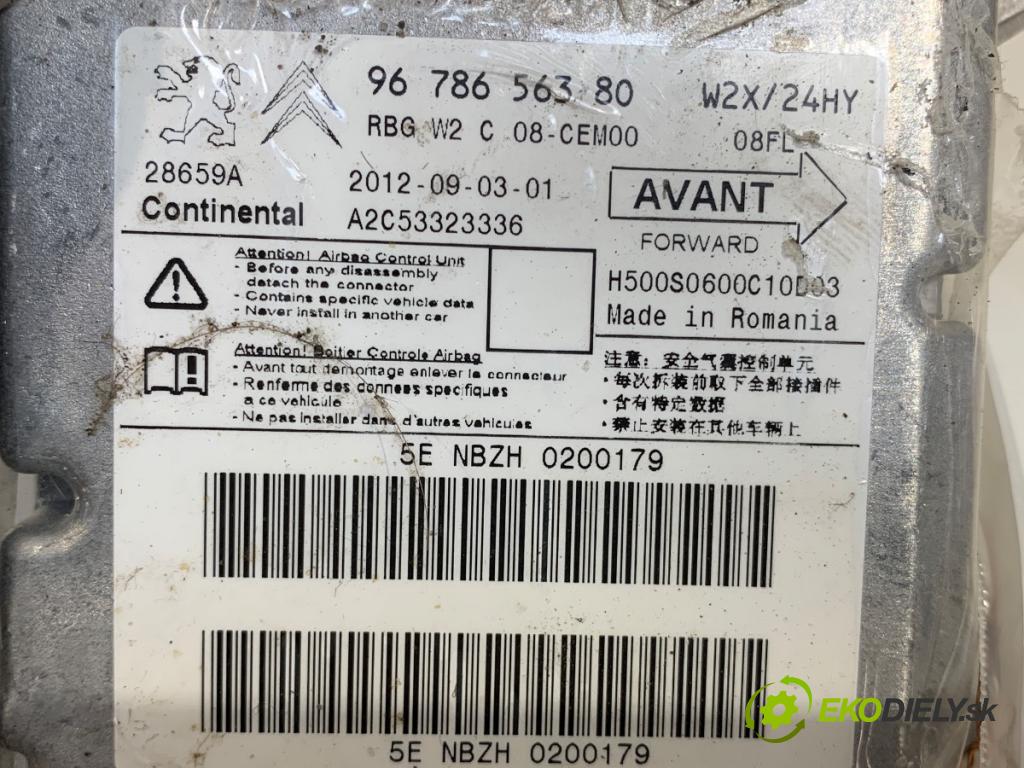 96 786 563 80
W2X/24HY
RBG W2 C 08-CEM00
08FL
28659A
2012-09-03-01
AVANT
Continental
A2C53323336
FORWARD
Attention! Airbag Control Unit
- Before any disassembly
detach the connector
- Contains specific vehicle data
- Never install in another car
H500S0600C10D03
Made in Romania
Attention! Boitier Controle Airbag
- Avant tout demontage enlever le connecteur
- Renferme des donnees specifiques
a ce vehicule
- Ne pas installer dans d'autres vehicules
注意: 安全气囊控制单元
·每次拆装前取下全部接插件
·含有特定数据
·禁止安装在其他车辆上
5E NBZH 0200179
5E NBZH 0200179
EKODIELY.sk